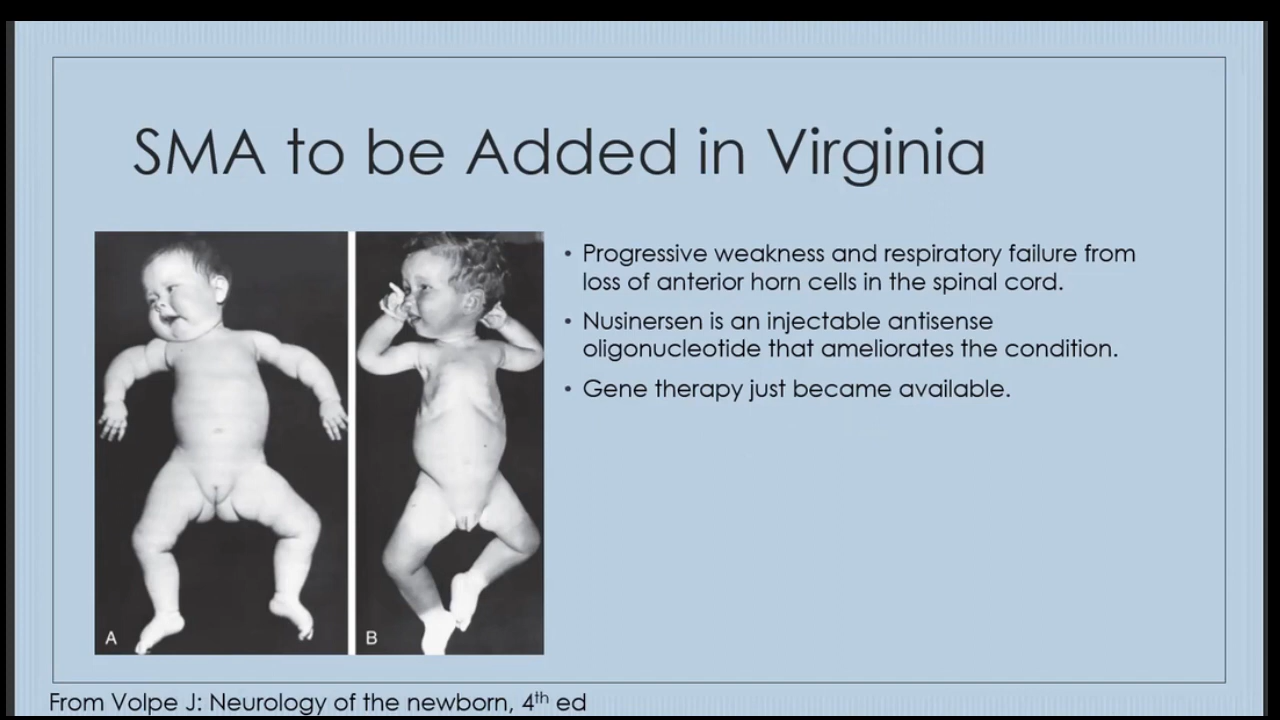 SMA to be Added in Virginia
• Progressive weakness and respiratory failure from
loss of anterior horn cells in the spinal cord.
• Nusinersen is an injectable antisense
oligonucleotide that ameliorates the condition.
• Gene therapy just became available.
A
B
From Volpe J: Neurology of the newborn, 4th ed